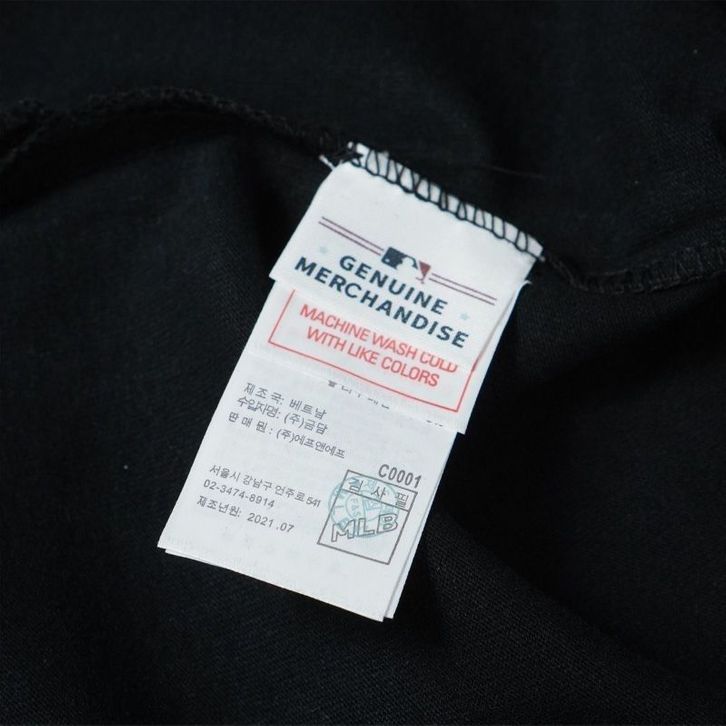 GENUINE
MERCHANDISE
MACHINE WASH COLD
WITH LIKE COLORS
제조국: 베트남
수입자명: (주)금담
판 매 원 : (주)에프앤에프
C0001
서울시 강남구 언주로 541
02-3474-8914
제조년원: 2021.07
검 사 필
MLB